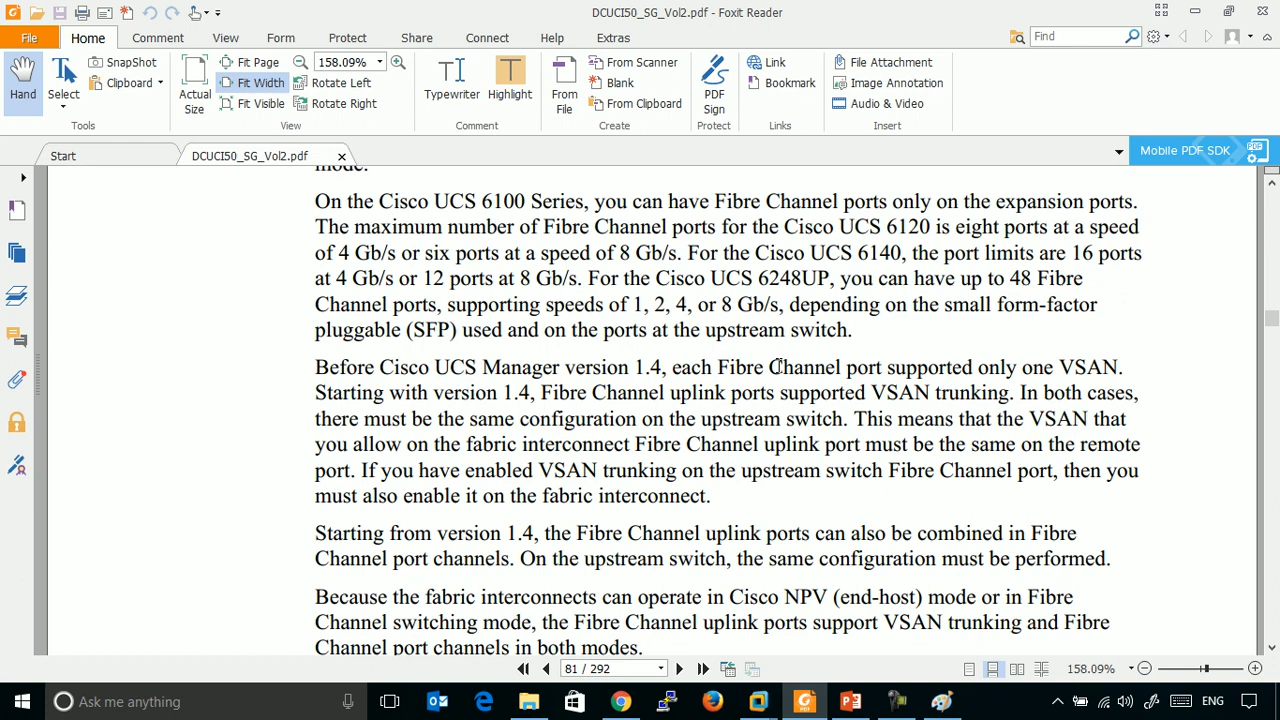 DCUCI50_SG_Vol2.pdf - Foxit Reader
File
Home
Comment
View
Form
Protect
Share
Connect
Help
Extras
Find
Hand
Select
SnapShot
Clipboard
Tools
Actual
Size
Fit Page
Fit Width
Fit Visible
158.09%
Rotate Left
Rotate Right
View
Typewriter
Highlight
Comment
From
File
From Scanner
Blank
From Clipboard
Create
PDF
Sign
Protect
Link
Bookmark
Links
File Attachment
Image Annotation
Audio & Video
Insert
Start
DCUCI50_SG_Vol2.pdf
Mobile PDF SDK
mode.
On the Cisco UCS 6100 Series, you can have Fibre Channel ports only on the expansion ports.
The maximum number of Fibre Channel ports for the Cisco UCS 6120 is eight ports at a speed
of 4 Gb/s or six ports at a speed of 8 Gb/s. For the Cisco UCS 6140, the port limits are 16 ports
at 4 Gb/s or 12 ports at 8 Gb/s. For the Cisco UCS 6248UP, you can have up to 48 Fibre
Channel ports, supporting speeds of 1, 2, 4, or 8 Gb/s, depending on the small form-factor
pluggable (SFP) used and on the ports at the upstream switch.
Before Cisco UCS Manager version 1.4, each Fibre Channel port supported only one VSAN.
Starting with version 1.4, Fibre Channel uplink ports supported VSAN trunking. In both cases,
there must be the same configuration on the upstream switch. This means that the VSAN that
you allow on the fabric interconnect Fibre Channel uplink port must be the same on the remote
port. If you have enabled VSAN trunking on the upstream switch Fibre Channel port, then you
must also enable it on the fabric interconnect.
Starting from version 1.4, the Fibre Channel uplink ports can also be combined in Fibre
Channel port channels. On the upstream switch, the same configuration must be performed.
Because the fabric interconnects can operate in Cisco NPV (end-host) mode or in Fibre
Channel switching mode, the Fibre Channel uplink ports support VSAN trunking and Fibre
Channel port channels in both modes.
81 / 292
158.09%
Ask me anything
ENG